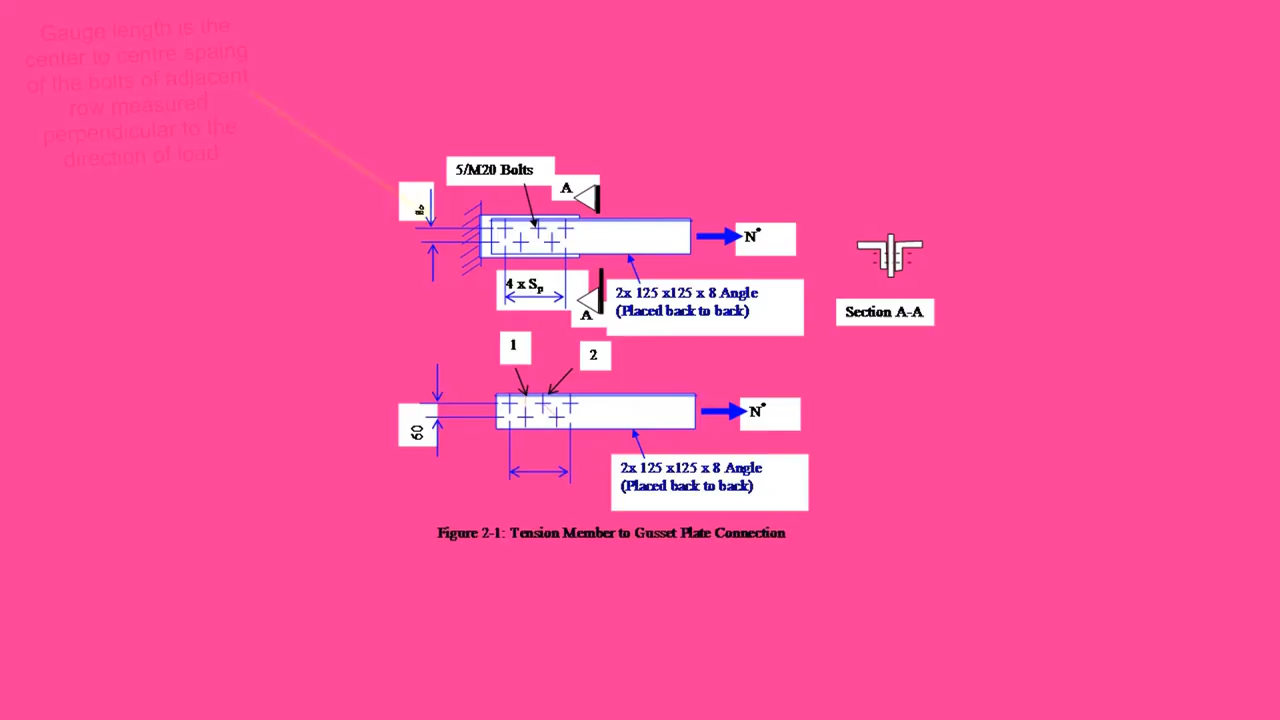 Gauge length is the
center to centre spaing
of the bolts of adjacent
row measured
perpendicular to the
direction of loud
5/M20 Bolts
A
N*
4 x Sp
A
2x 125 x125 x 8 Angle
(Placed back to back)
Section A-A
1
2
60
N*
2x 125 x125 x 8 Angle
(Placed back to back)
Figure 2-1: Tension Member to Gusset Plate Connection